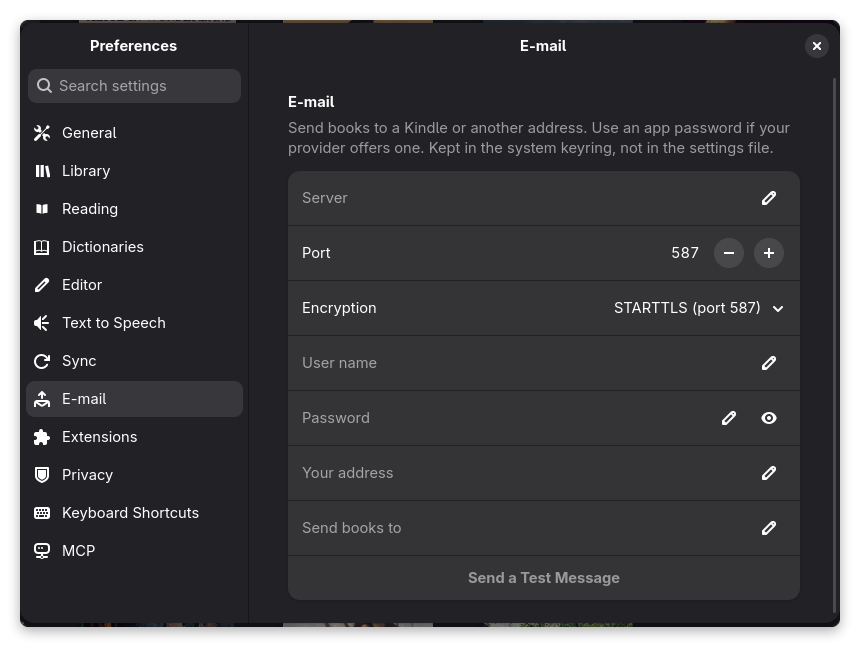 Preferences
Search settings
General
Library
Reading
Dictionaries
Editor
Text to Speech
Sync
E-mail
Extensions
Privacy
Keyboard Shortcuts
MCP
E-mail
E-mail
Send books to a Kindle or another address. Use an app password if your
provider offers one. Kept in the system keyring, not in the settings file.
Server
Port 587
Encryption STARTTLS (port 587)
User name
Password
Your address
Send books to
Send a Test Message